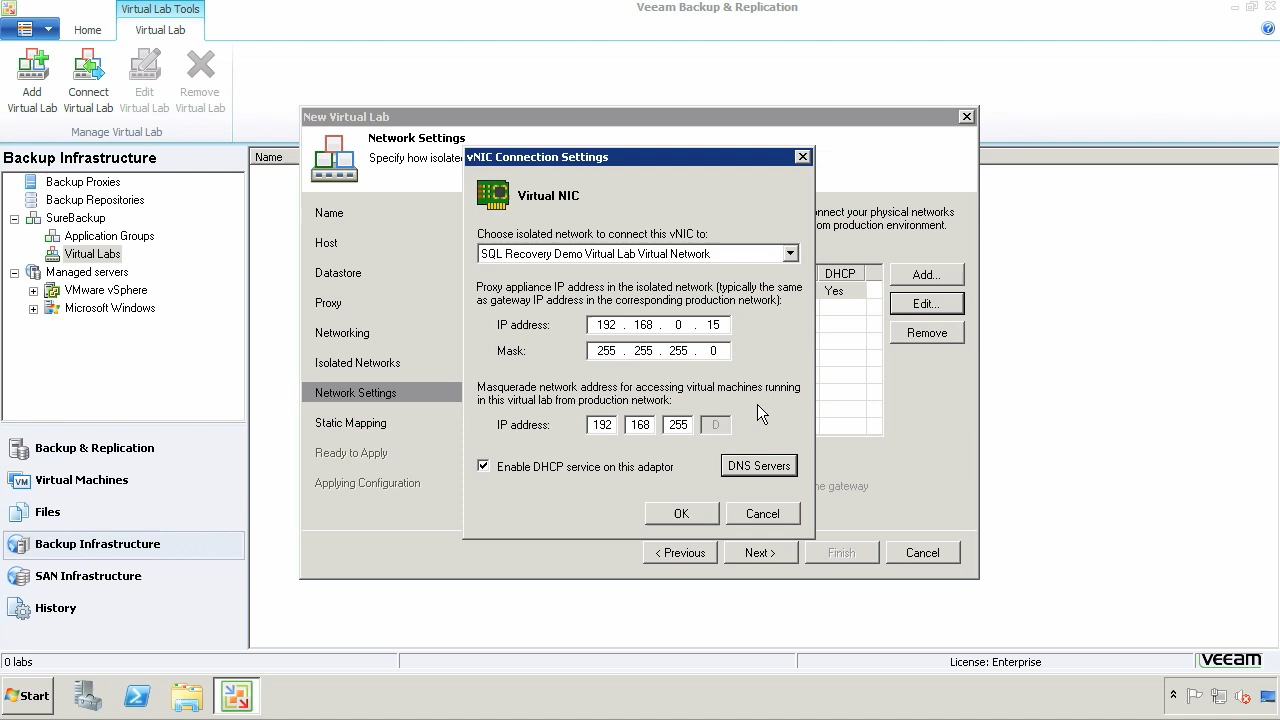 Virtual Lab Tools
Veeam Backup & Replication
Home
Virtual Lab
Add
Virtual Lab
Connect
Virtual Lab
Edit
Virtual Lab
Remove
Virtual Lab
Manage Virtual Lab
Backup Infrastructure
Backup Proxies
Backup Repositories
SureBackup
Application Groups
Virtual Labs
Managed servers
VMware vSphere
Microsoft Windows
Backup & Replication
Virtual Machines
Files
Backup Infrastructure
SAN Infrastructure
History
Name
New Virtual Lab
Network Settings
Specify how isolate
Name
Host
Datastore
Proxy
Networking
Isolated Networks
Network Settings
Static Mapping
Ready to Apply
Applying Configuration
nnect your physical networks
om production environment.
DHCP
Yes
Add...
Edit...
Remove
ne gateway
< Previous
Next >
Finish
Cancel
vNIC Connection Settings
Virtual NIC
Choose isolated network to connect this vNIC to:
SQL Recovery Demo Virtual Lab Virtual Network
Proxy appliance IP address in the isolated network (typically the same
as gateway IP address in the corresponding production network):
IP address: 192 . 168 . 0 . 15
Mask: 255 . 255 . 255 . 0
Masquerade network address for accessing virtual machines running
in this virtual lab from production network:
IP address: 192 168 255 D
Enable DHCP service on this adaptor
DNS Servers
OK
Cancel
0 labs
License: Enterprise
veeam
Start